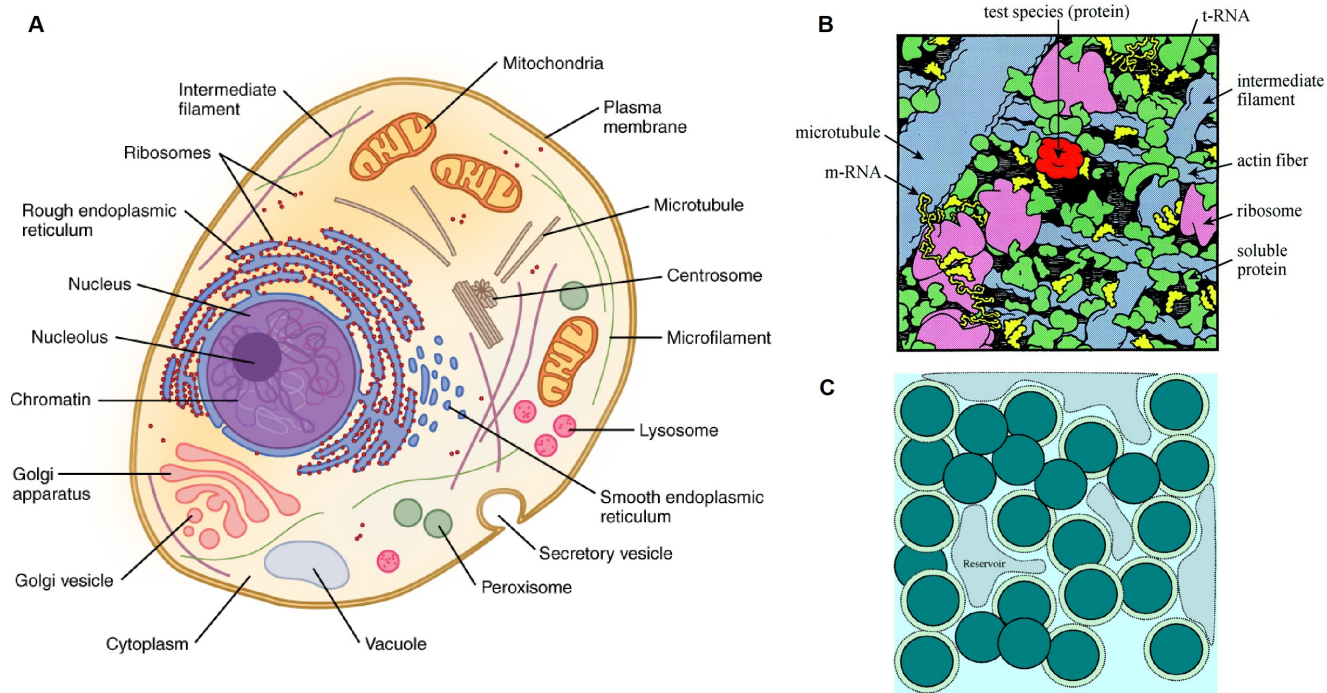 A
Mitochondria
Intermediate
filament
Plasma
membrane
Ribosomes
Rough endoplasmic
reticulum
Microtubule
Nucleus
Centrosome
Nucleolus
Microfilament
Chromatin
Lysosome
Golgi
apparatus
Smooth endoplasmic
reticulum
Secretory vesicle
Golgi vesicle
Peroxisome
Cytoplasm
Vacuole
B
test species (protein)
t-RNA
intermediate
filament
microtubule
actin fiber
m-RNA
ribosome
soluble
protein
C
Reservoir